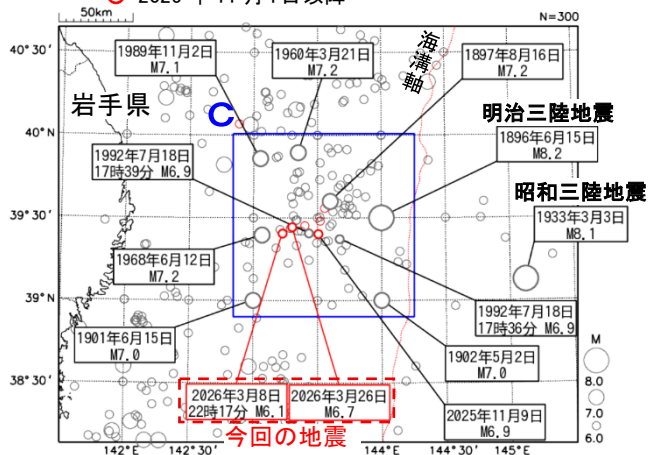 ○ 2025年11月1日以降
50km
N=300
40°30'
40°N
39°30'
39°N
38°30'
142°E
142°30'
144°E
144°30'
145°E
岩手県
C
海溝軸
1989年11月2日
M7.1
1960年3月21日
M7.2
1897年8月16日
M7.2
明治三陸地震
1896年6月15日
M8.2
1992年7月18日
17時39分 M6.9
昭和三陸地震
1933年3月3日
M8.1
1968年6月12日
M7.2
1992年7月18日
17時36分 M6.9
1901年6月15日
M7.0
1902年5月2日
M7.0
2026年3月8日
22時17分 M6.1
2026年3月26日
M6.7
2025年11月9日
M6.9
今回の地震
M
8.0
7.0
6.0